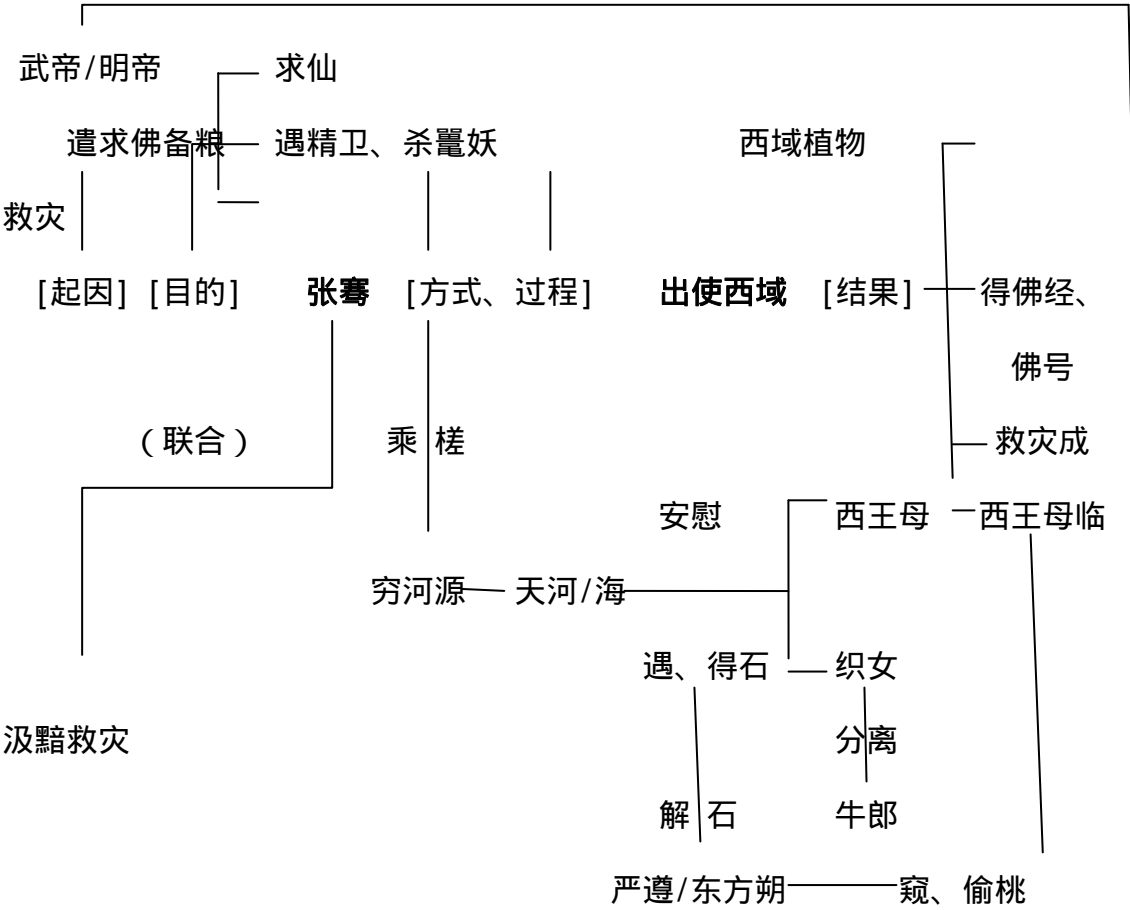 武帝/明帝 求仙
遣求佛备粮 遇精卫、杀鼍妖 西域植物
救灾
[起因] [目的] 张骞 [方式、过程] 出使西域 [结果] 得佛经、
佛号
（联合） 乘 槎 救灾成
安慰 西王母 西王母临
穷河源 天河/海
遇、得石 织女
汲黯救灾 分离
解 石 牛郎
严遵/东方朔 窥、偷桃